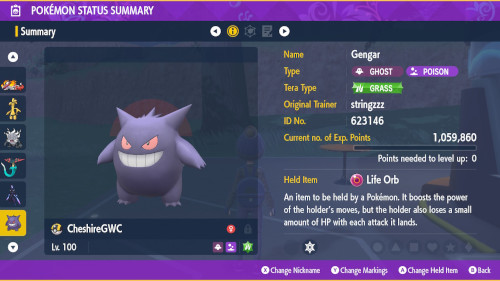 POKÉMON STATUS SUMMARY
Summary
Name Gengar
Type GHOST POISON
Tera Type GRASS
Original Trainer stringzzz
ID No. 623146
Current no. of Exp. Points 1,059,860
Points needed to level up: 0
Held Item Life Orb
An item to be held by a Pokémon. It boosts the
power of the holder's moves, but the holder also loses a small
amount of HP with each attack it lands.
CheshireGWC
Lv. 100
X Change Nickname Y Change Markings A Change Held Item B Back